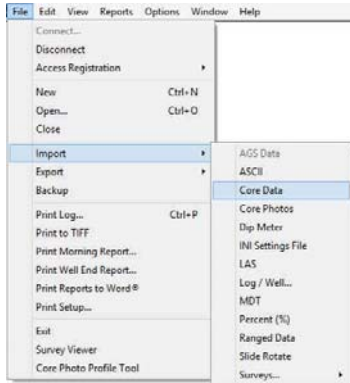 File Edit View Reports Options Window Help
Connect...
Disconnect
Access Registration
New Ctrl+N
Open... Ctrl+O
Close
Import
Export
Backup
Print Log... Ctrl+P
Print to TIFF
Print Morning Report...
Print Well End Report...
Print Reports to Word®
Print Setup...
Exit
Survey Viewer
Core Photo Profile Tool
AGS Data
ASCII
Core Data
Core Photos
Dip Meter
INI Settings File
LAS
Log / Well...
MDT
Percent (%)
Ranged Data
Slide Rotate
Surveys...